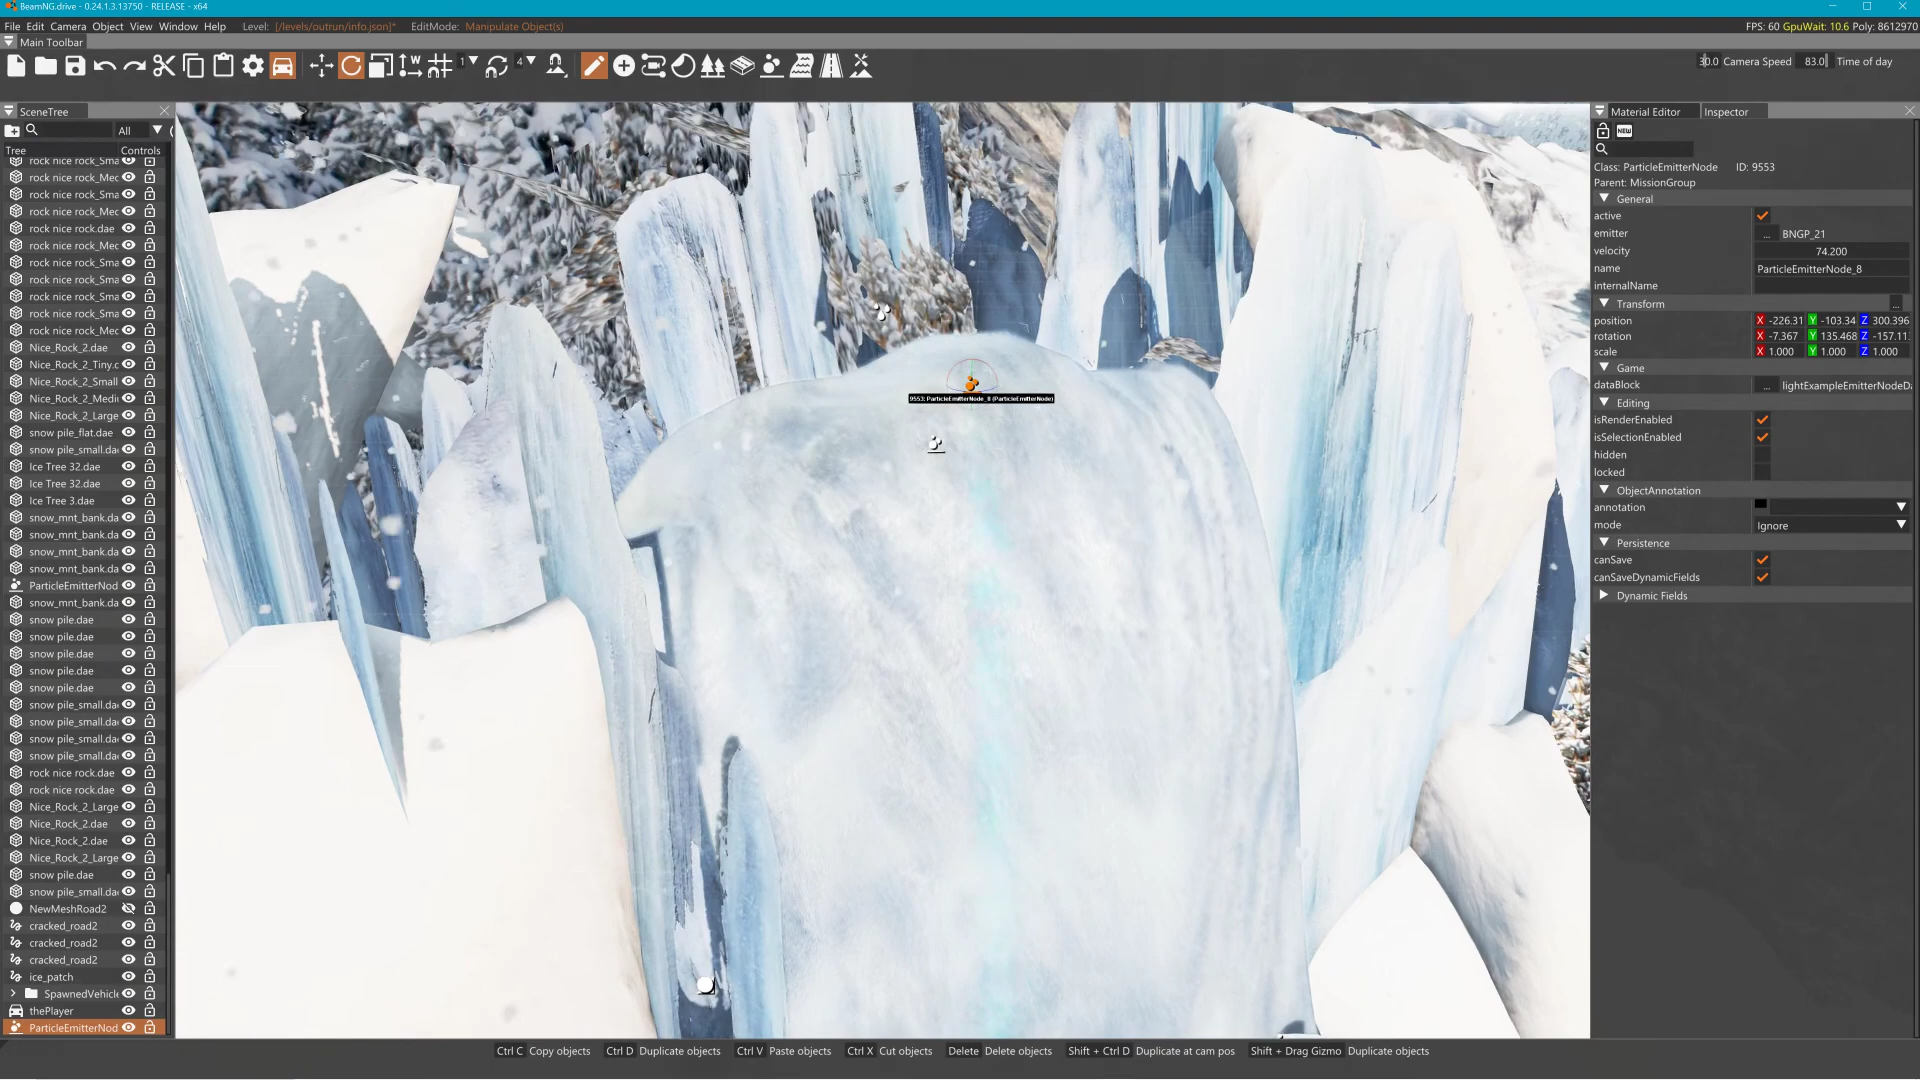 BeamNG.drive - 0.24.1.3.13750 - RELEASE - x64
File Edit Camera Object View Window Help Level: [/levels/outrun/info.json]* EditMode: Manipulate Object(s) FPS: 60 GpuWait: 10.6 Poly: 8612970
Main Toolbar
1 4 30.0 Camera Speed 83.0 Time of day
SceneTree
All
Tree Controls
rock nice rock_Sma
rock nice rock_Mec
rock nice rock_Sma
rock nice rock_Mec
rock nice rock.dae
rock nice rock_Mec
rock nice rock_Sma
rock nice rock_Sma
rock nice rock_Sma
rock nice rock_Sma
rock nice rock_Mec
Nice_Rock_2.dae
Nice_Rock_2_Tiny.c
Nice_Rock_2_Small
Nice_Rock_2_Medi
Nice_Rock_2_Large
snow pile_flat.dae
snow pile_small.da
Ice Tree 32.dae
Ice Tree 32.dae
Ice Tree 3.dae
snow_mnt_bank.da
snow_mnt_bank.da
snow_mnt_bank.da
snow_mnt_bank.da
ParticleEmitterNod
snow_mnt_bank.da
snow pile.dae
snow pile.dae
snow pile.dae
snow pile.dae
snow pile.dae
snow pile_small.da
snow pile_small.da
snow pile_small.da
snow pile_small.da
rock nice rock.dae
rock nice rock.dae
Nice_Rock_2_Large
Nice_Rock_2.dae
Nice_Rock_2.dae
Nice_Rock_2_Large
snow pile.dae
snow pile_small.da
NewMeshRoad2
cracked_road2
cracked_road2
cracked_road2
ice_patch
SpawnedVehicle
thePlayer
ParticleEmitterNod
9553: ParticleEmitterNode_8 (ParticleEmitterNode)
Material Editor Inspector
NEW
Class: ParticleEmitterNode ID: 9553
Parent: MissionGroup
General
active
emitter ... BNGP_21
velocity 74.200
name ParticleEmitterNode_8
internalName
Transform ...
position X -226.31 Y -103.34 Z 300.396
rotation X -7.367 Y 135.468 Z -157.11
scale X 1.000 Y 1.000 Z 1.000
Game
dataBlock ... lightExampleEmitterNodeDa
Editing
isRenderEnabled
isSelectionEnabled
hidden
locked
ObjectAnnotation
annotation
mode Ignore
Persistence
canSave
canSaveDynamicFields
Dynamic Fields
Ctrl C Copy objects Ctrl D Duplicate objects Ctrl V Paste objects Ctrl X Cut objects Delete Delete objects Shift + Ctrl D Duplicate at cam pos Shift + Drag Gizmo Duplicate objects